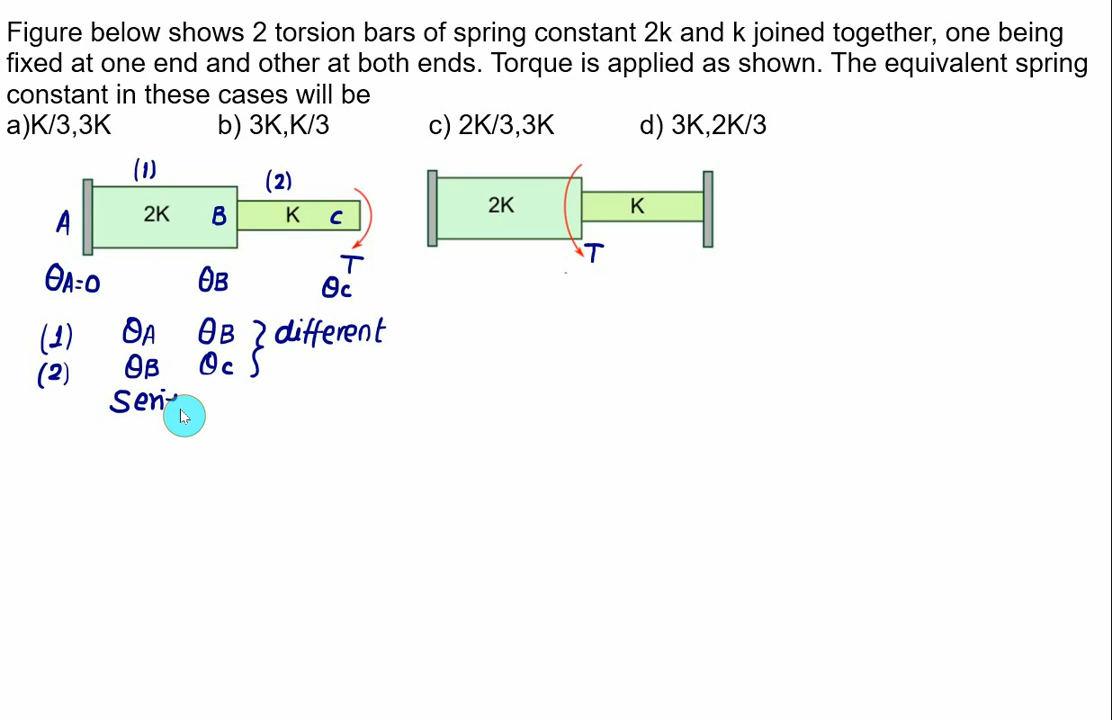 Figure below shows 2 torsion bars of spring constant 2k and k joined together, one being
fixed at one end and other at both ends. Torque is applied as shown. The equivalent spring
constant in these cases will be
a)K/3,3K b) 3K,K/3 c) 2K/3,3K d) 3K,2K/3
(1) (2)
A 2K B K C 2K K
T T
θA=0 θB θC
(1) θA θB } different
(2) θB θC